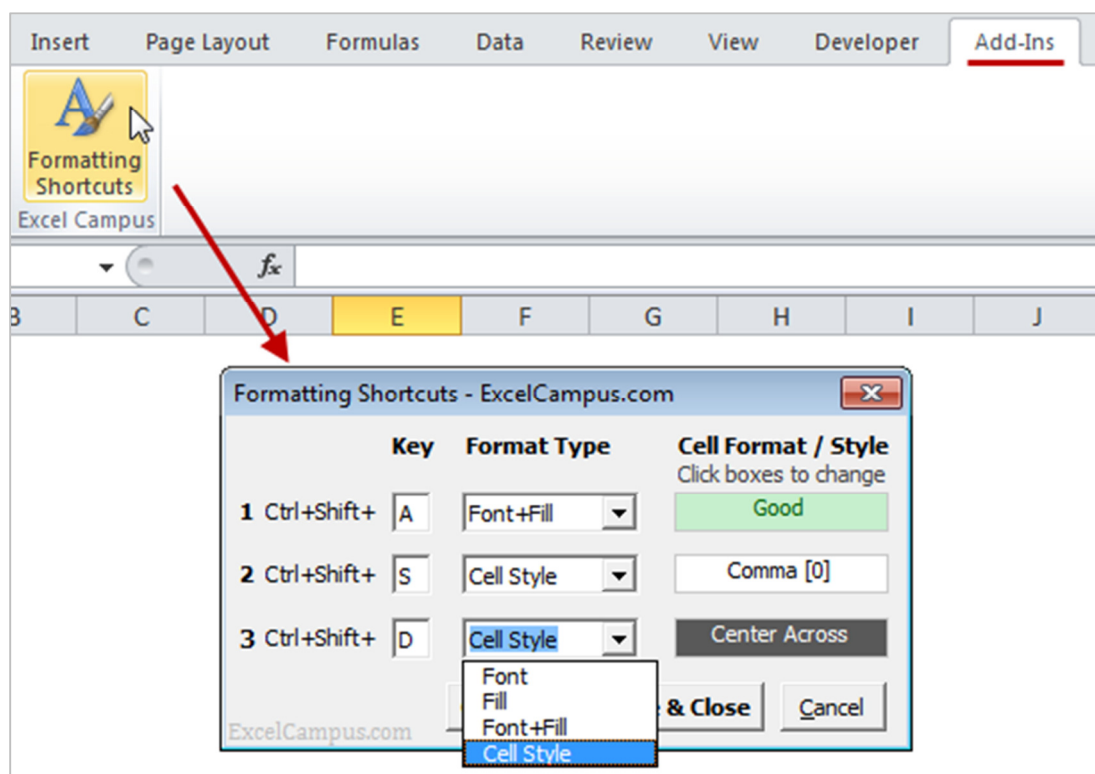 Insert Page Layout Formulas Data Review View Developer Add-Ins
Formatting
Shortcuts
Excel Campus
fx
B C D E F G H I J
Formatting Shortcuts - ExcelCampus.com
Key Format Type Cell Format / Style
Click boxes to change
1 Ctrl+Shift+ A Font+Fill Good
2 Ctrl+Shift+ S Cell Style Comma [0]
3 Ctrl+Shift+ D Cell Style Center Across
Font
Fill
Font+Fill
Cell Style
& Close Cancel
ExcelCampus.com